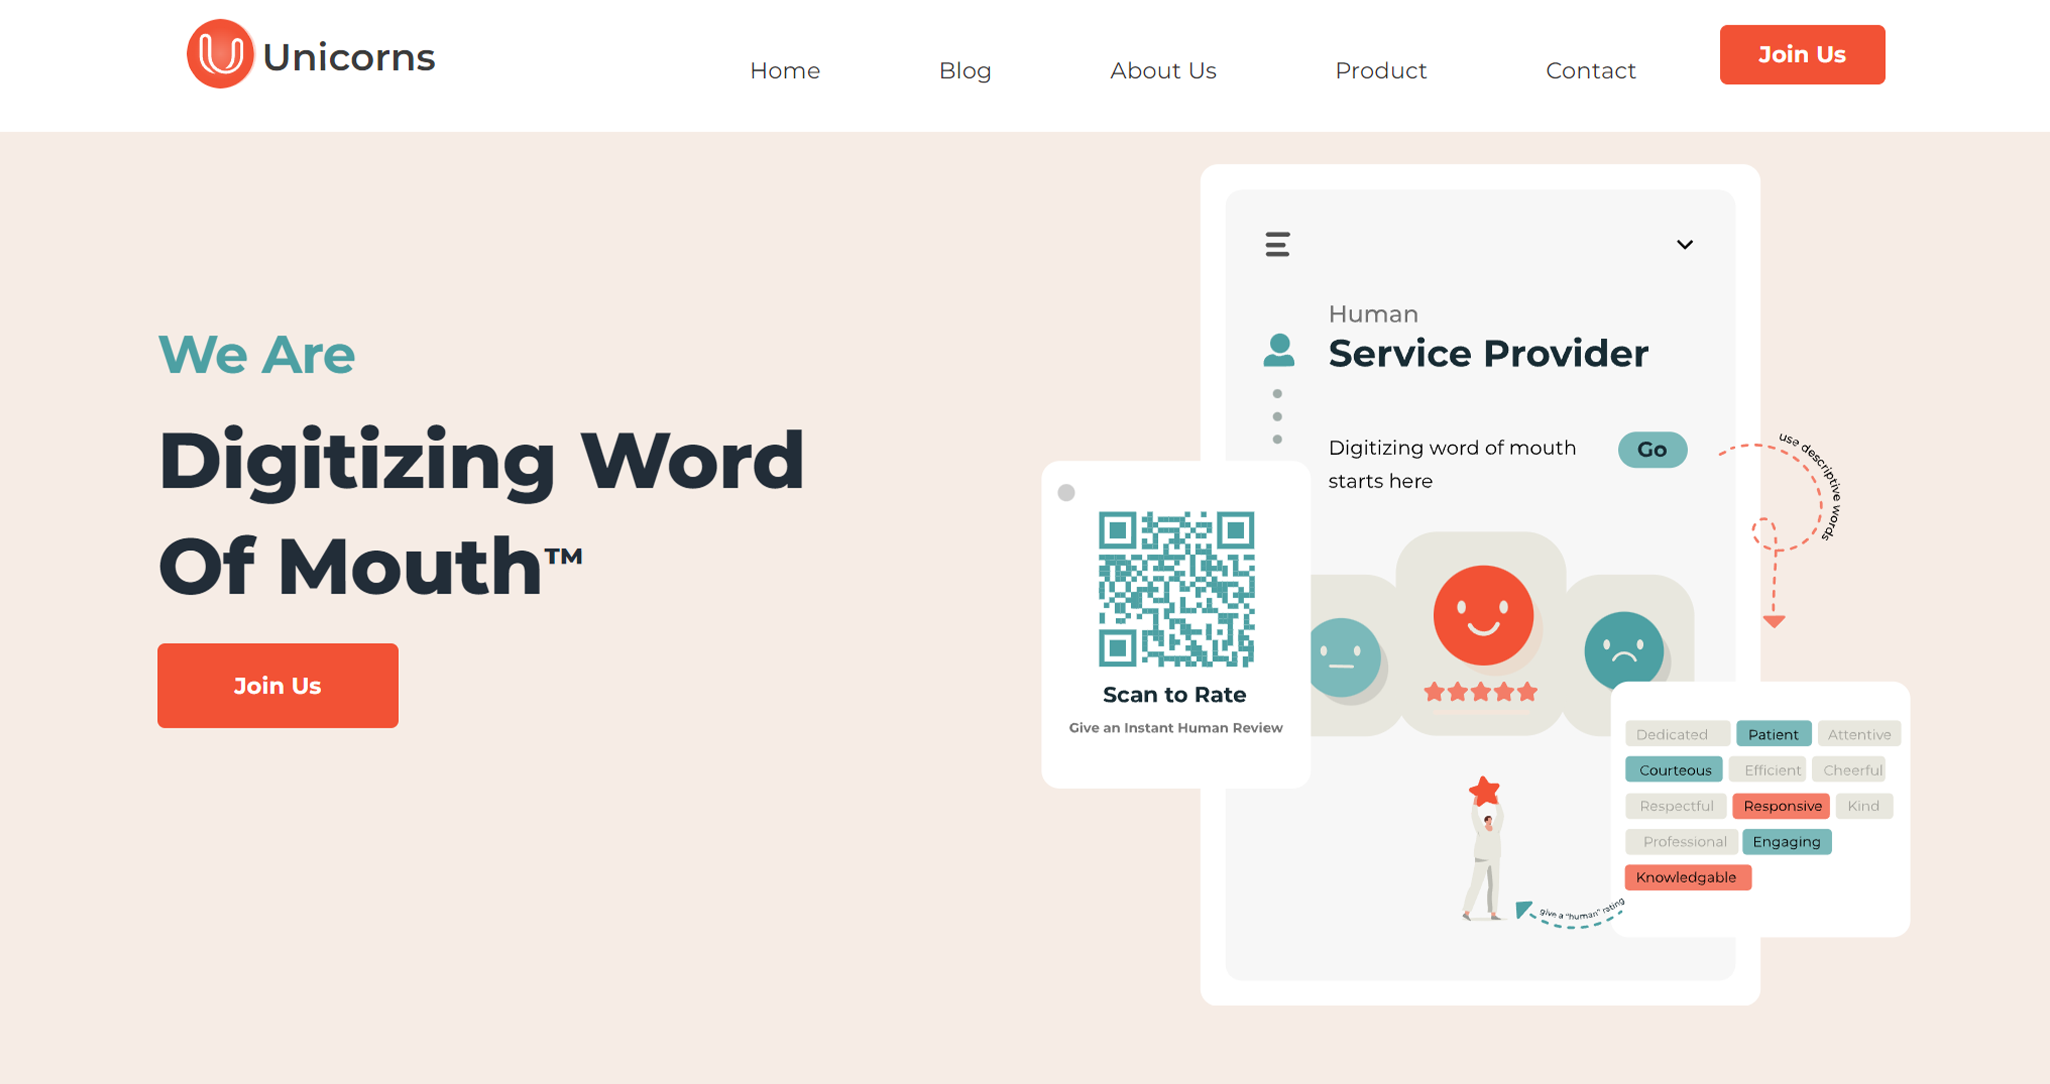 Unicorns
Home
Blog
About Us
Product
Contact
Join Us
We Are
Digitizing Word
Of Mouth™
Join Us
Human
Service Provider
Digitizing word of mouth
starts here
Go
use descriptive words
Scan to Rate
Give an Instant Human Review
Dedicated
Patient
Attentive
Courteous
Efficient
Cheerful
Respectful
Responsive
Kind
Professional
Engaging
Knowledgable
give a "human" rating